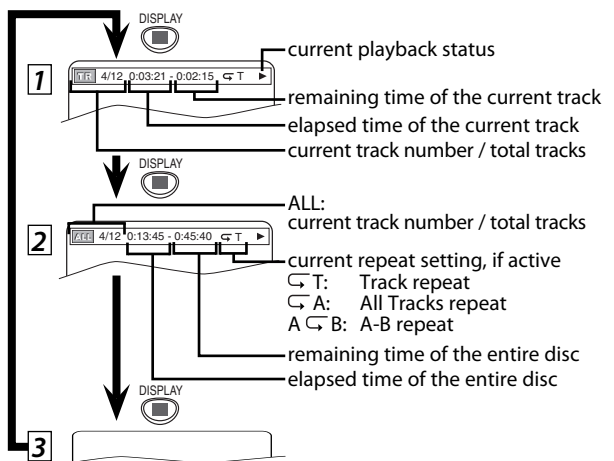 DISPLAY
1
TR 4/12 0:03:21 - 0:02:15 T
current playback status
remaining time of the current track
elapsed time of the current track
current track number / total tracks
DISPLAY
2
ALL 4/12 0:13:45 - 0:45:40 T
ALL:
current track number / total tracks
current repeat setting, if active
T: Track repeat
A: All Tracks repeat
A B: A-B repeat
remaining time of the entire disc
elapsed time of the entire disc
DISPLAY
3